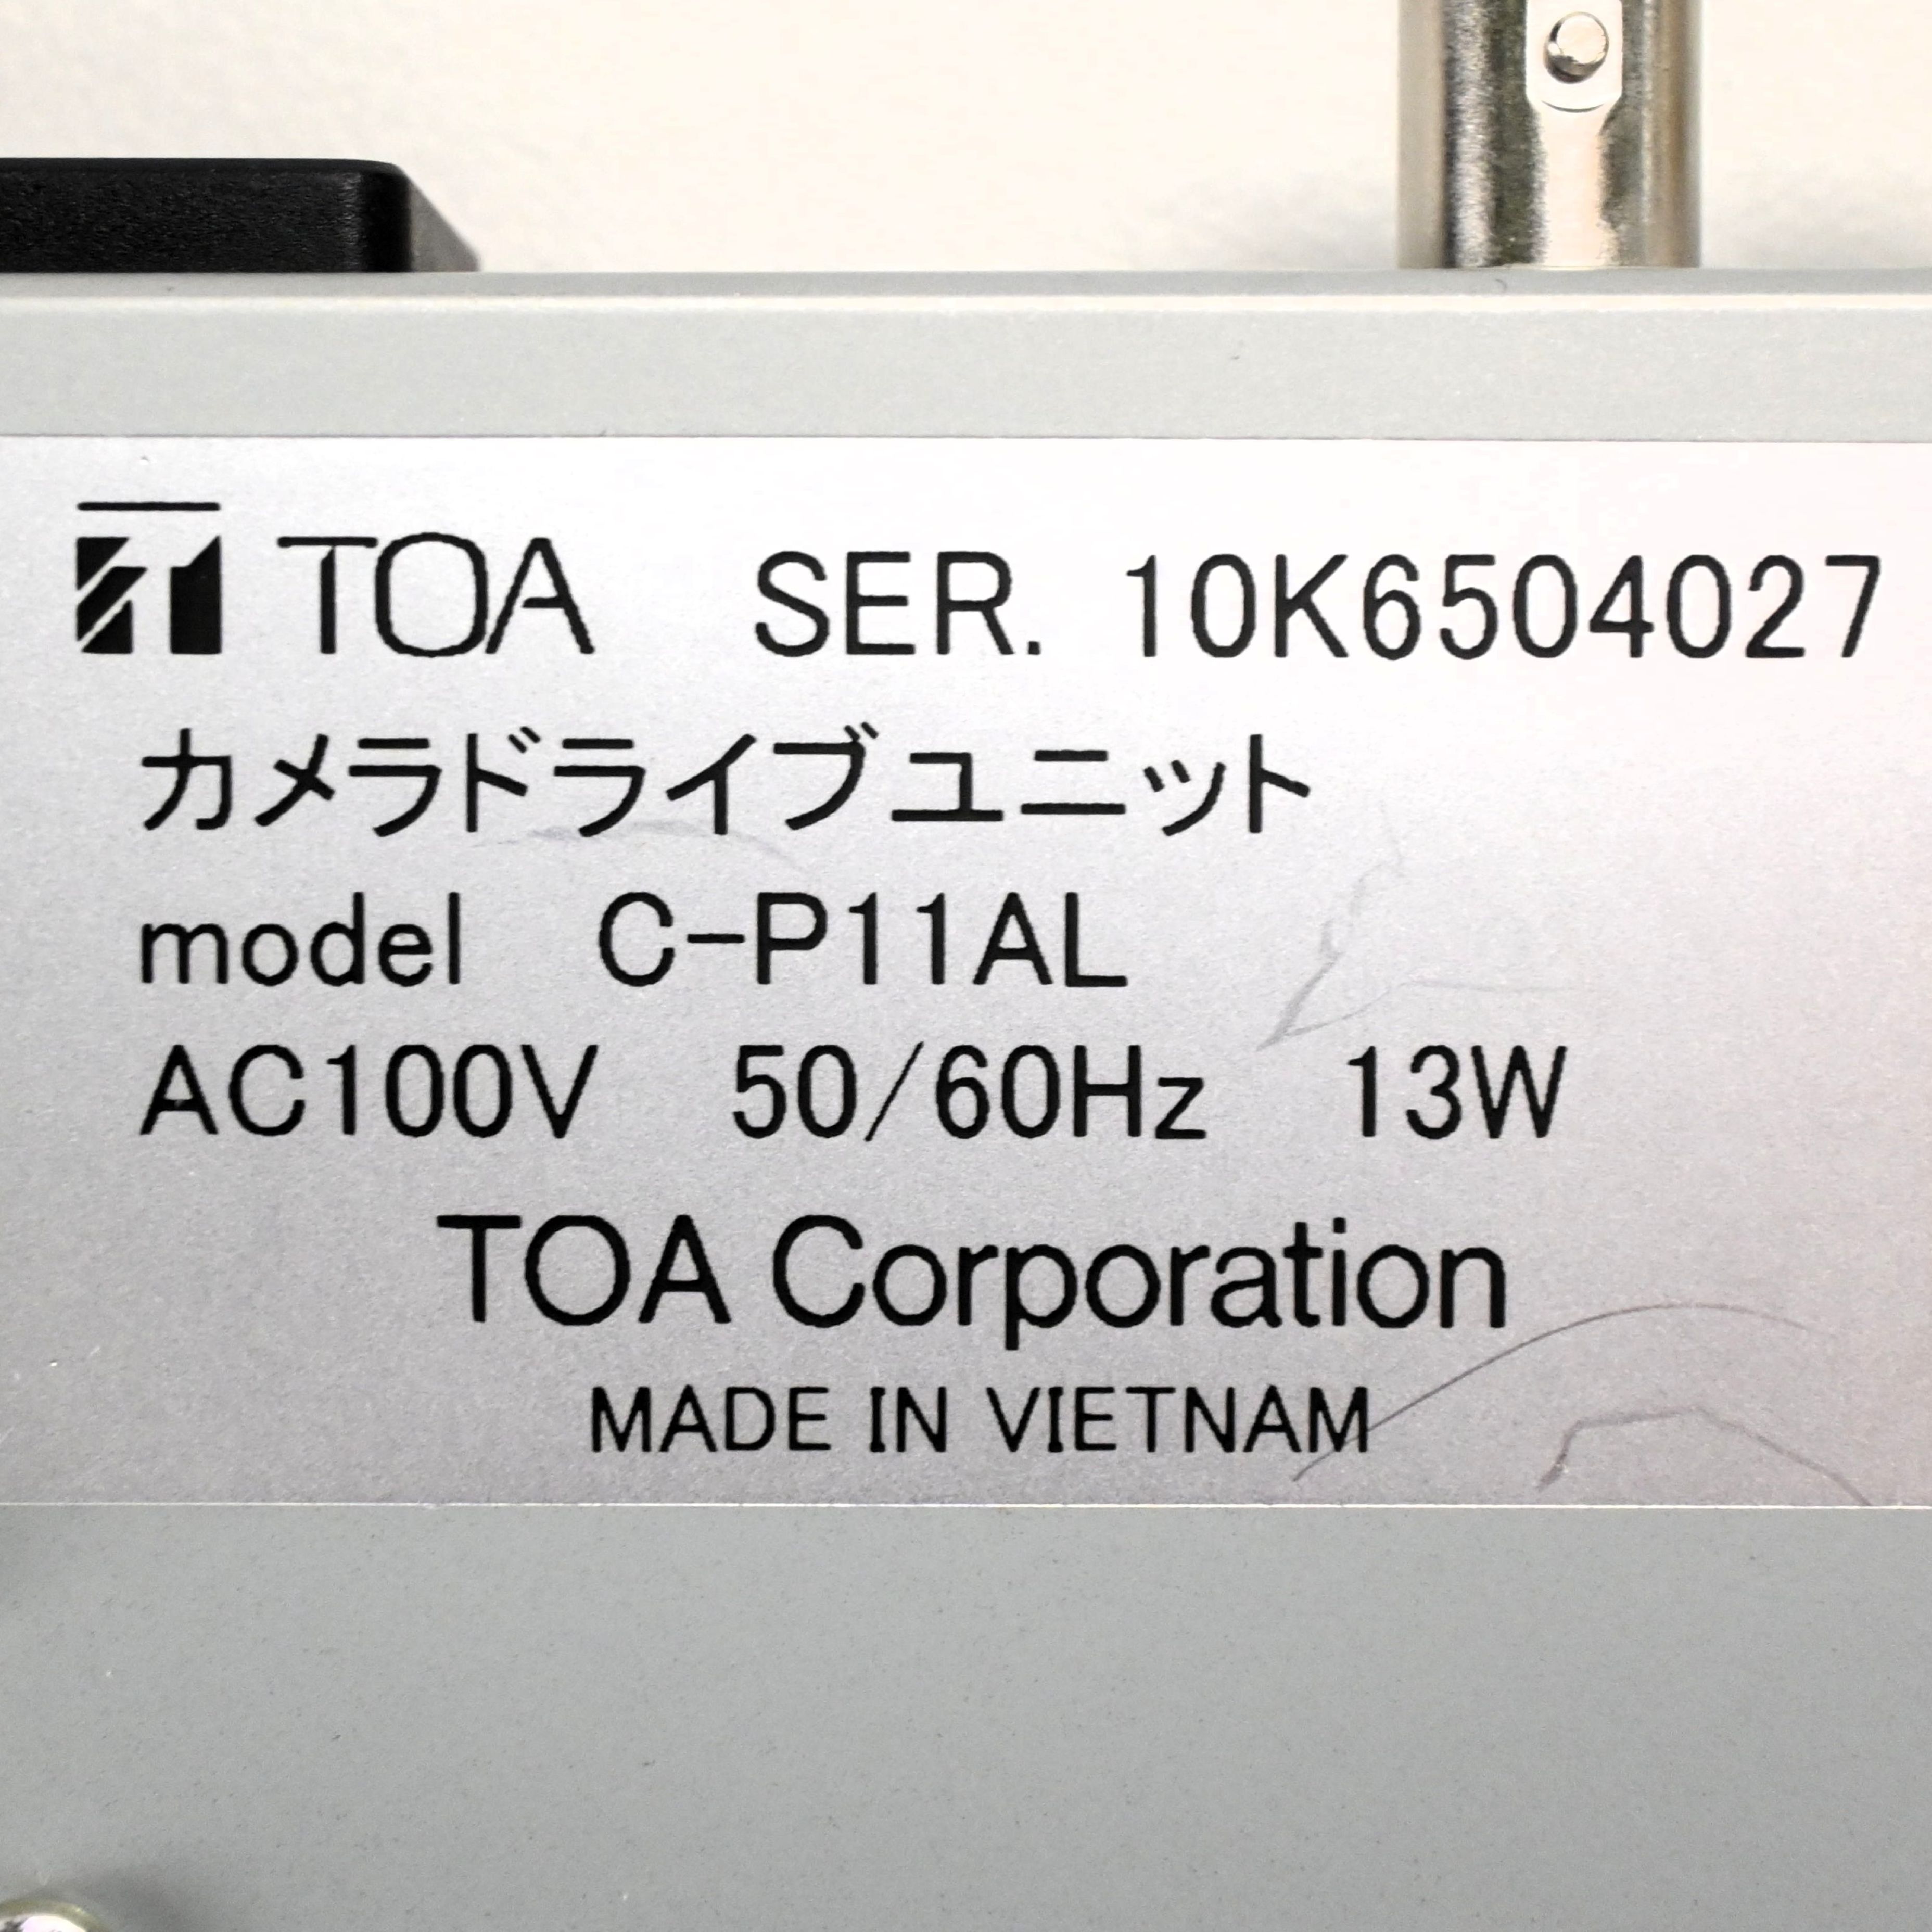 TOA SER. 10K6504027
カメラドライブユニット
model C-P11AL
AC100V 50/60Hz 13W
TOA Corporation
MADE IN VIETNAM